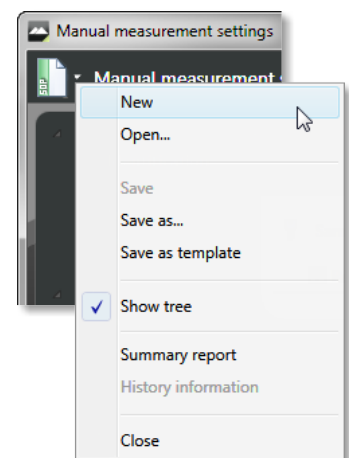 Manual measurement settings
SOP
Manual measurement s
New
Open...
Save
Save as...
Save as template
Show tree
Summary report
History information
Close